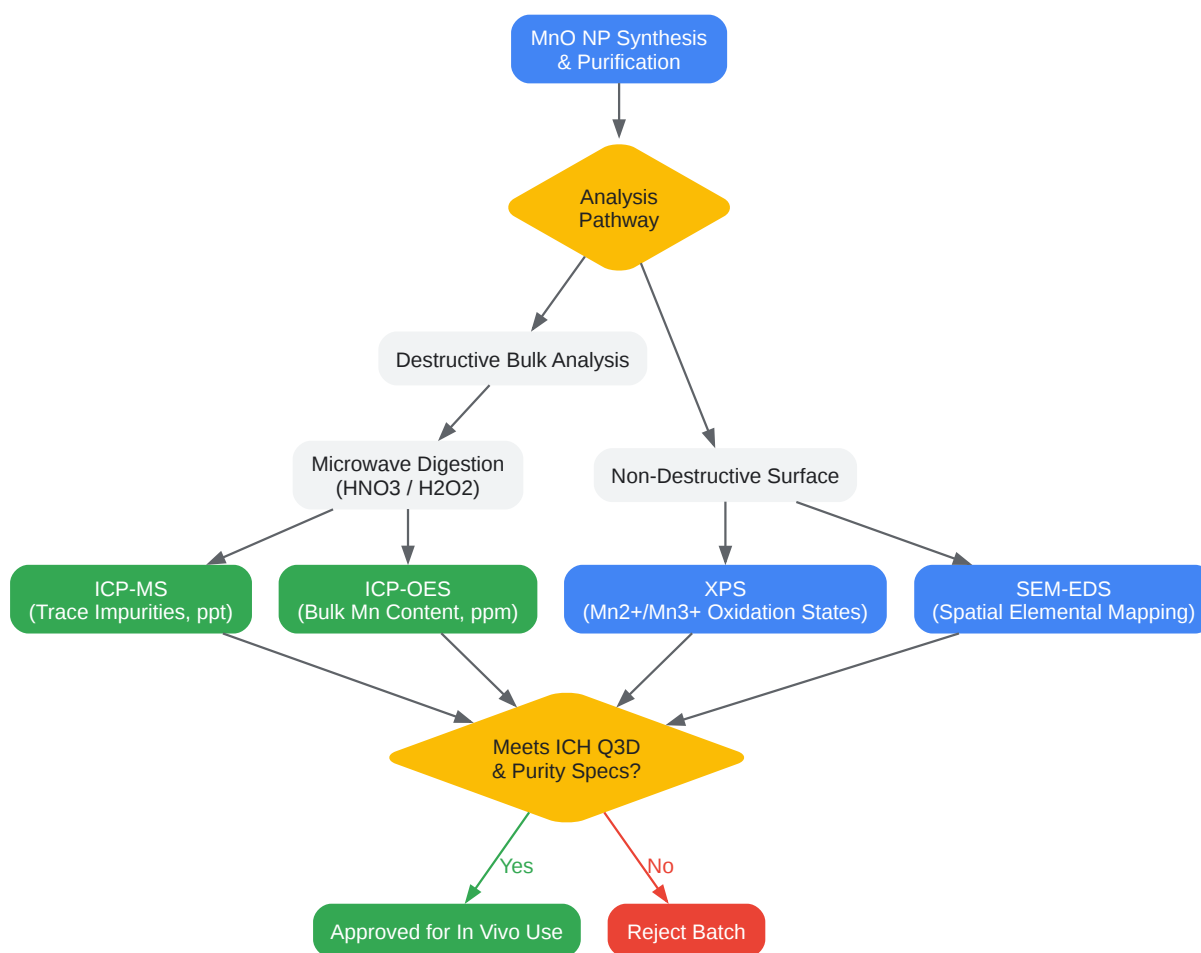 MnO NP Synthesis
& Purification
Analysis
Pathway
Destructive Bulk Analysis
Microwave Digestion
(HNO3 / H2O2)
Non-Destructive Surface
ICP-MS
(Trace Impurities, ppt)
ICP-OES
(Bulk Mn Content, ppm)
XPS
(Mn2+/Mn3+ Oxidation States)
SEM-EDS
(Spatial Elemental Mapping)
Meets ICH Q3D
& Purity Specs?
Yes
No
Approved for In Vivo Use
Reject Batch